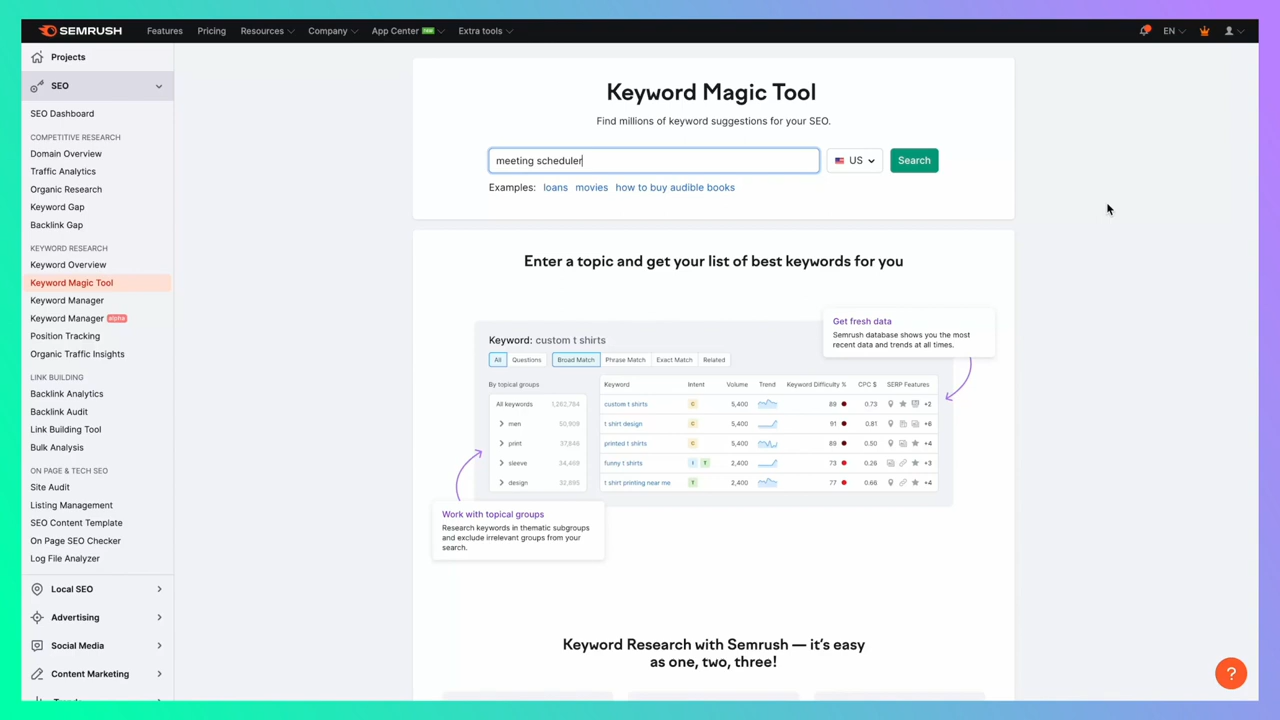 SEMRUSH
Features
Pricing
Resources
Company
App Center new
Extra tools
EN
Projects
SEO
SEO Dashboard
COMPETITIVE RESEARCH
Domain Overview
Traffic Analytics
Organic Research
Keyword Gap
Backlink Gap
KEYWORD RESEARCH
Keyword Overview
Keyword Magic Tool
Keyword Manager
Keyword Manager alpha
Position Tracking
Organic Traffic Insights
LINK BUILDING
Backlink Analytics
Backlink Audit
Link Building Tool
Bulk Analysis
ON PAGE & TECH SEO
Site Audit
Listing Management
SEO Content Template
On Page SEO Checker
Log File Analyzer
Local SEO
Advertising
Social Media
Content Marketing
Keyword Magic Tool
Find millions of keyword suggestions for your SEO.
meeting scheduler
US
Search
Examples: loans movies how to buy audible books
Enter a topic and get your list of best keywords for you
Get fresh data
Semrush database shows you the most
recent data and trends at all times.
Keyword: custom t shirts
All Questions Broad Match Phrase Match Exact Match Related
By topical groups
All keywords 1,282,784
men 50,909
print 37,846
sleeve 34,469
design 32,895
Keyword Intent Volume Trend Keyword Difficulty % CPC $ SERP Features
custom t shirts C 5,400 89 0.73 +2
t shirt design C 5,400 91 0.81 +6
printed t shirts C 5,400 89 0.50 +4
funny t shirts I T 2,400 73 0.26 +3
t shirt printing near me T 2,400 77 0.66 +4
Work with topical groups
Research keywords in thematic subgroups
and exclude irrelevant groups from your
search.
Keyword Research with Semrush — it's easy
as one, two, three!
?